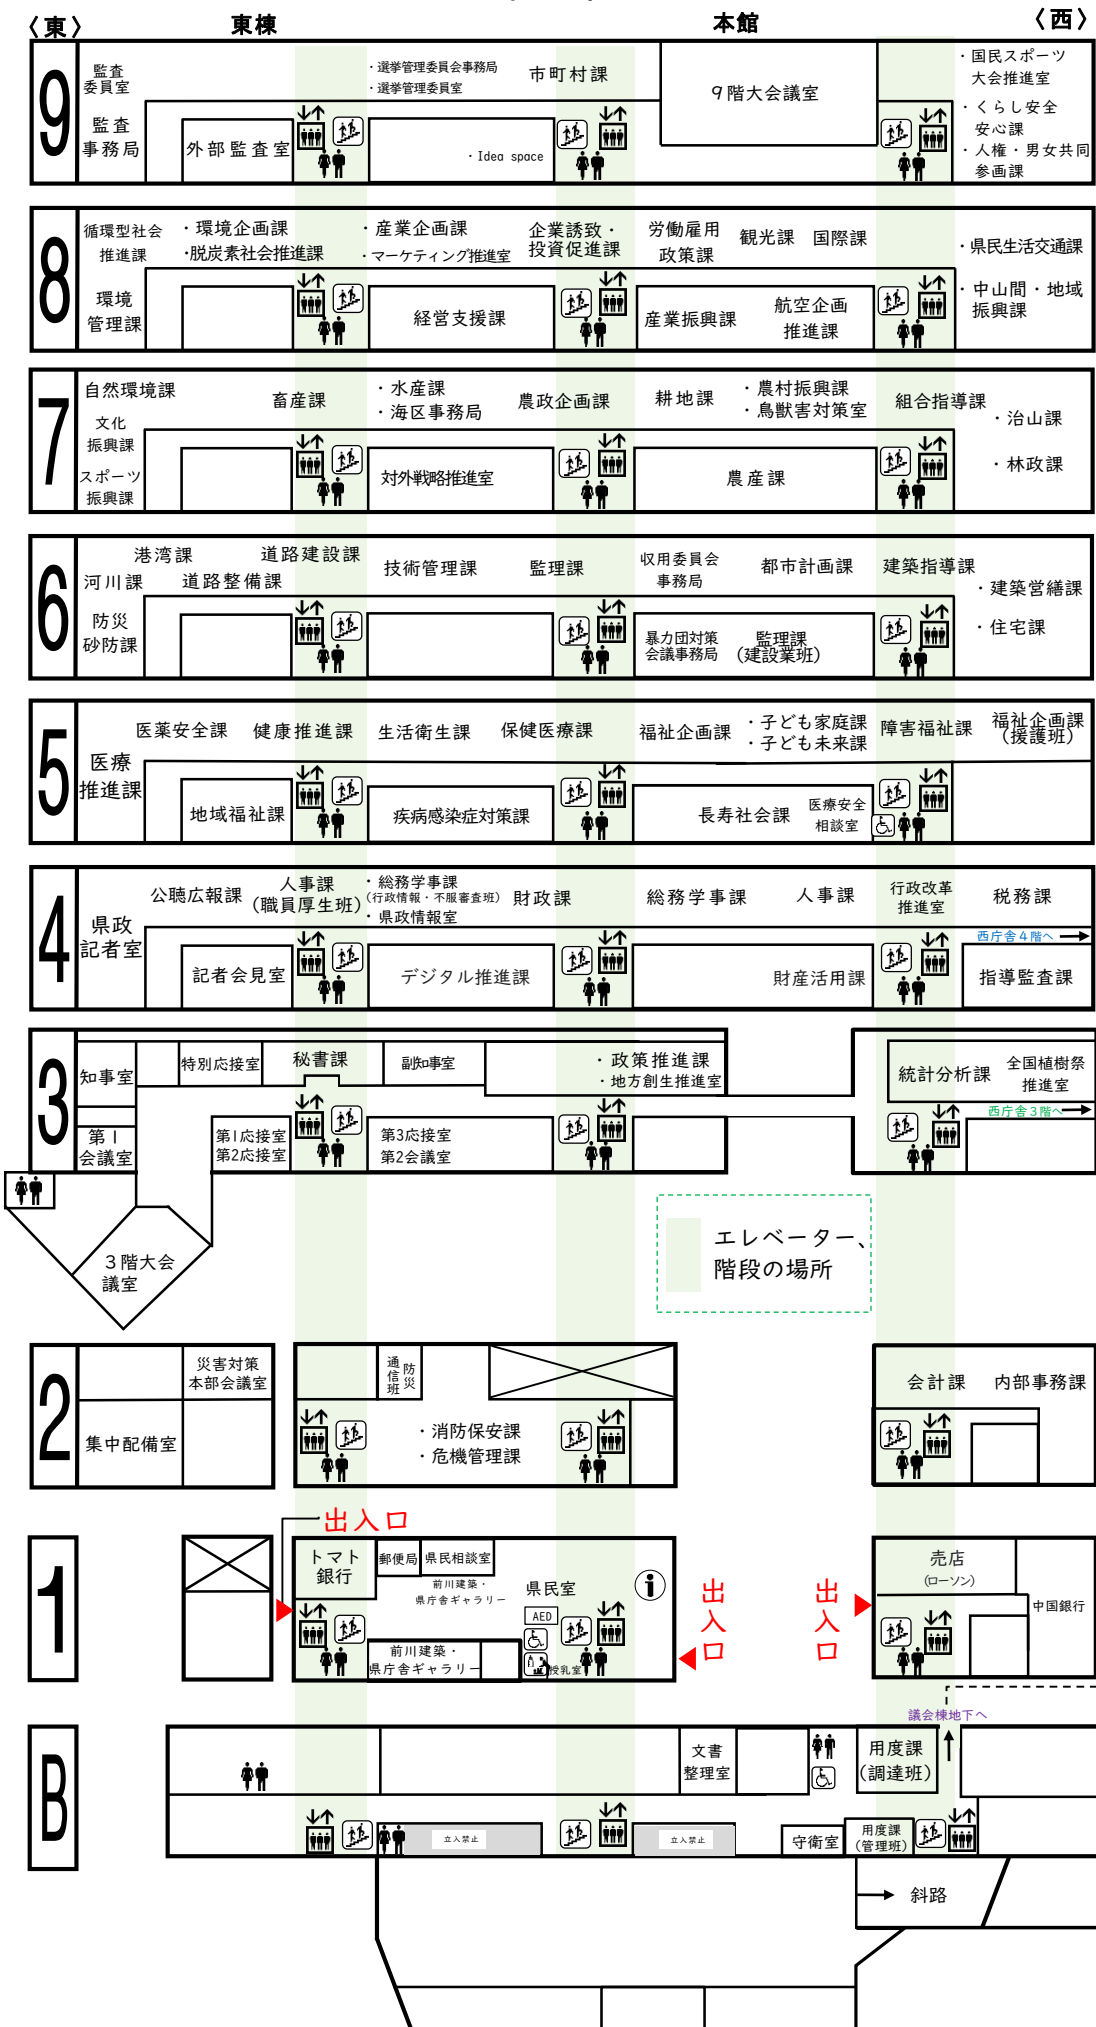 〈東〉
東棟
本館
〈西〉
9
監査
委員室
監査
事務局
外部監査室
・選挙管理委員会事務局
・選挙管理委員室
市町村課
・Idea space
9階大会議室
・国民スポーツ
大会推進室
・くらし安全
安心課
・人権・男女共同
参画課
8
循環型社会
推進課
・環境企画課
・脱炭素社会推進課
環境
管理課
・産業企画課
・マーケティング推進室
企業誘致・
投資促進課
労働雇用
政策課
観光課
国際課
・県民生活交通課
・中山間・地域
振興課
経営支援課
産業振興課
航空企画
推進課
7
自然環境課
文化
振興課
スポーツ
振興課
畜産課
・水産課
・海区事務局
農政企画課
耕地課
・農村振興課
・鳥獣害対策室
組合指導課
・治山課
・林政課
対外戦略推進室
農産課
6
港湾課
道路建設課
河川課
道路整備課
防災
砂防課
技術管理課
監理課
収用委員会
事務局
都市計画課
建築指導課
・建築営繕課
・住宅課
暴力団対策
会議事務局
監理課
(建設業班)
5
医薬安全課
健康推進課
生活衛生課
保健医療課
福祉企画課
・子ども家庭課
・子ども未来課
障害福祉課
福祉企画課
(援護班)
医療
推進課
地域福祉課
疾病感染症対策課
長寿社会課
医療安全
相談室
4
公聴広報課
人事課
(職員厚生班)
・総務学事課
(行政情報・不服審査班)
・県政情報室
財政課
総務学事課
人事課
行政改革
推進室
税務課
県政
記者室
西庁舎4階へ
記者会見室
デジタル推進課
財産活用課
指導監査課
3
知事室
特別応接室
秘書課
副知事室
・政策推進課
・地方創生推進室
統計分析課
全国植樹祭
推進室
西庁舎3階へ
第1
会議室
第1応接室
第2応接室
第3応接室
第2会議室
3階大会
議室
エレベーター、
階段の場所
2
災害対策
本部会議室
集中配備室
防災
通信班
・消防保安課
・危機管理課
会計課
内部事務課
出入口
1
トマト
銀行
郵便局
県民相談室
前川建築・
県庁舎ギャラリー
県民室
AED
授乳室
前川建築・
県庁舎ギャラリー
出入口
出入口
売店
(ローソン)
中国銀行
議会棟地下へ
B
文書
整理室
用度課
(調達班)
立入禁止
立入禁止
守衛室
用度課
(管理班)
斜路